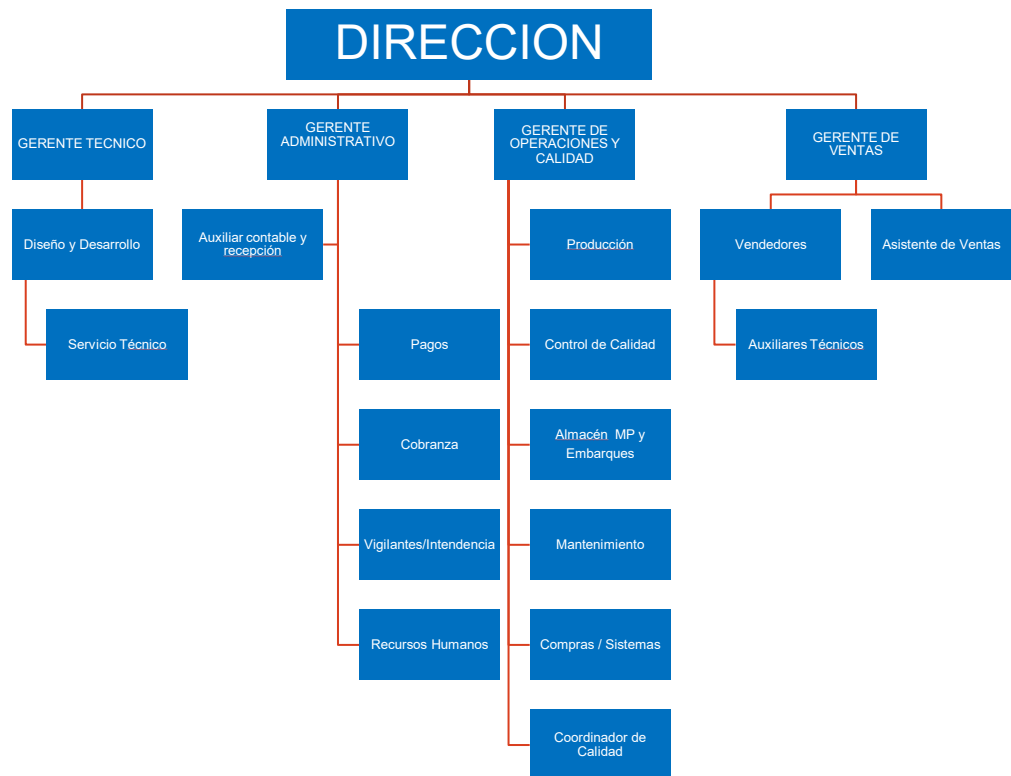 DIRECCION
GERENTE TECNICO
GERENTE
ADMINISTRATIVO
GERENTE DE
OPERACIONES Y
CALIDAD
GERENTE DE
VENTAS
Diseño y Desarrollo
Auxiliar contable y
recepción
Producción
Vendedores
Asistente de Ventas
Servicio Técnico
Pagos
Control de Calidad
Auxiliares Técnicos
Cobranza
Almacén MP y
Embarques
Vigilantes/Intendencia
Mantenimiento
Recursos Humanos
Compras / Sistemas
Coordinador de
Calidad